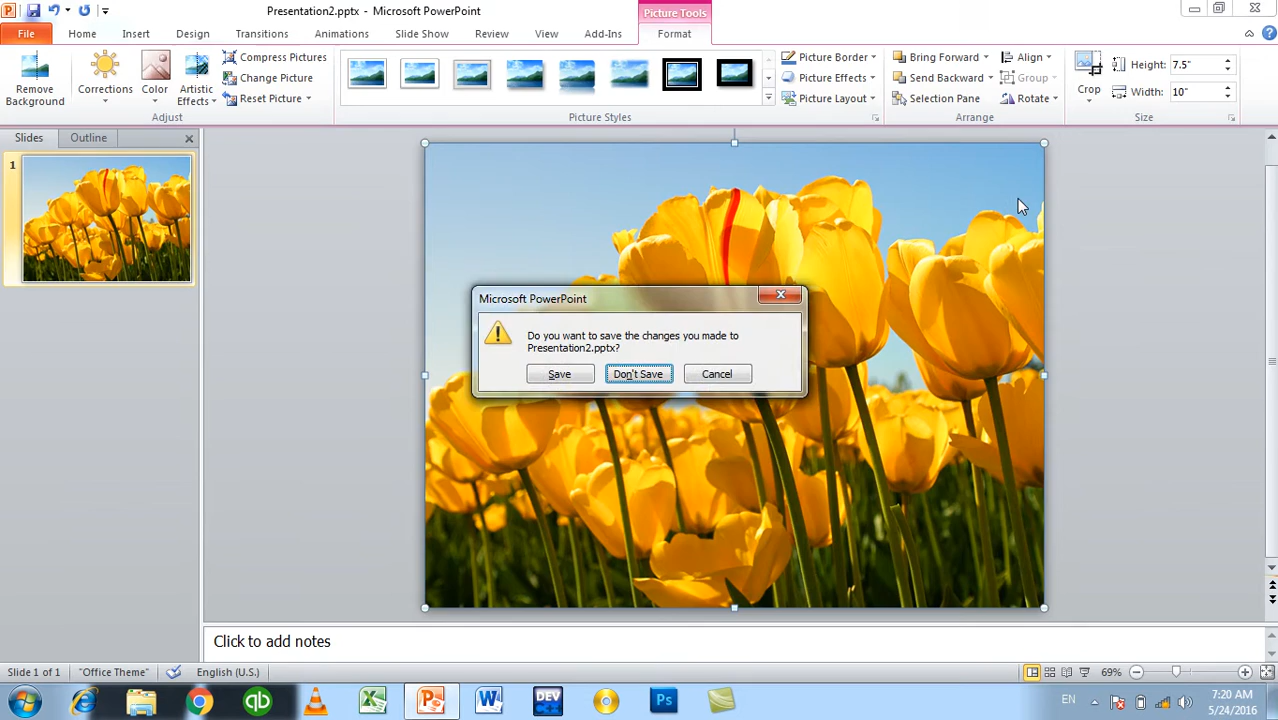 Presentation2.pptx - Microsoft PowerPoint
Picture Tools
File Home Insert Design Transitions Animations Slide Show Review View Add-Ins Format
Remove Background
Corrections
Color
Artistic Effects
Compress Pictures
Change Picture
Reset Picture
Adjust
Picture Border
Picture Effects
Picture Layout
Picture Styles
Bring Forward
Send Backward
Selection Pane
Align
Group
Rotate
Arrange
Crop
Height: 7.5"
Width: 10"
Size
Slides Outline
1
Microsoft PowerPoint
Do you want to save the changes you made to
Presentation2.pptx?
Save Don't Save Cancel
Click to add notes
Slide 1 of 1 "Office Theme" English (U.S.) 69%
qb
DEV
C++
Ps
EN
7:20 AM
5/24/2016